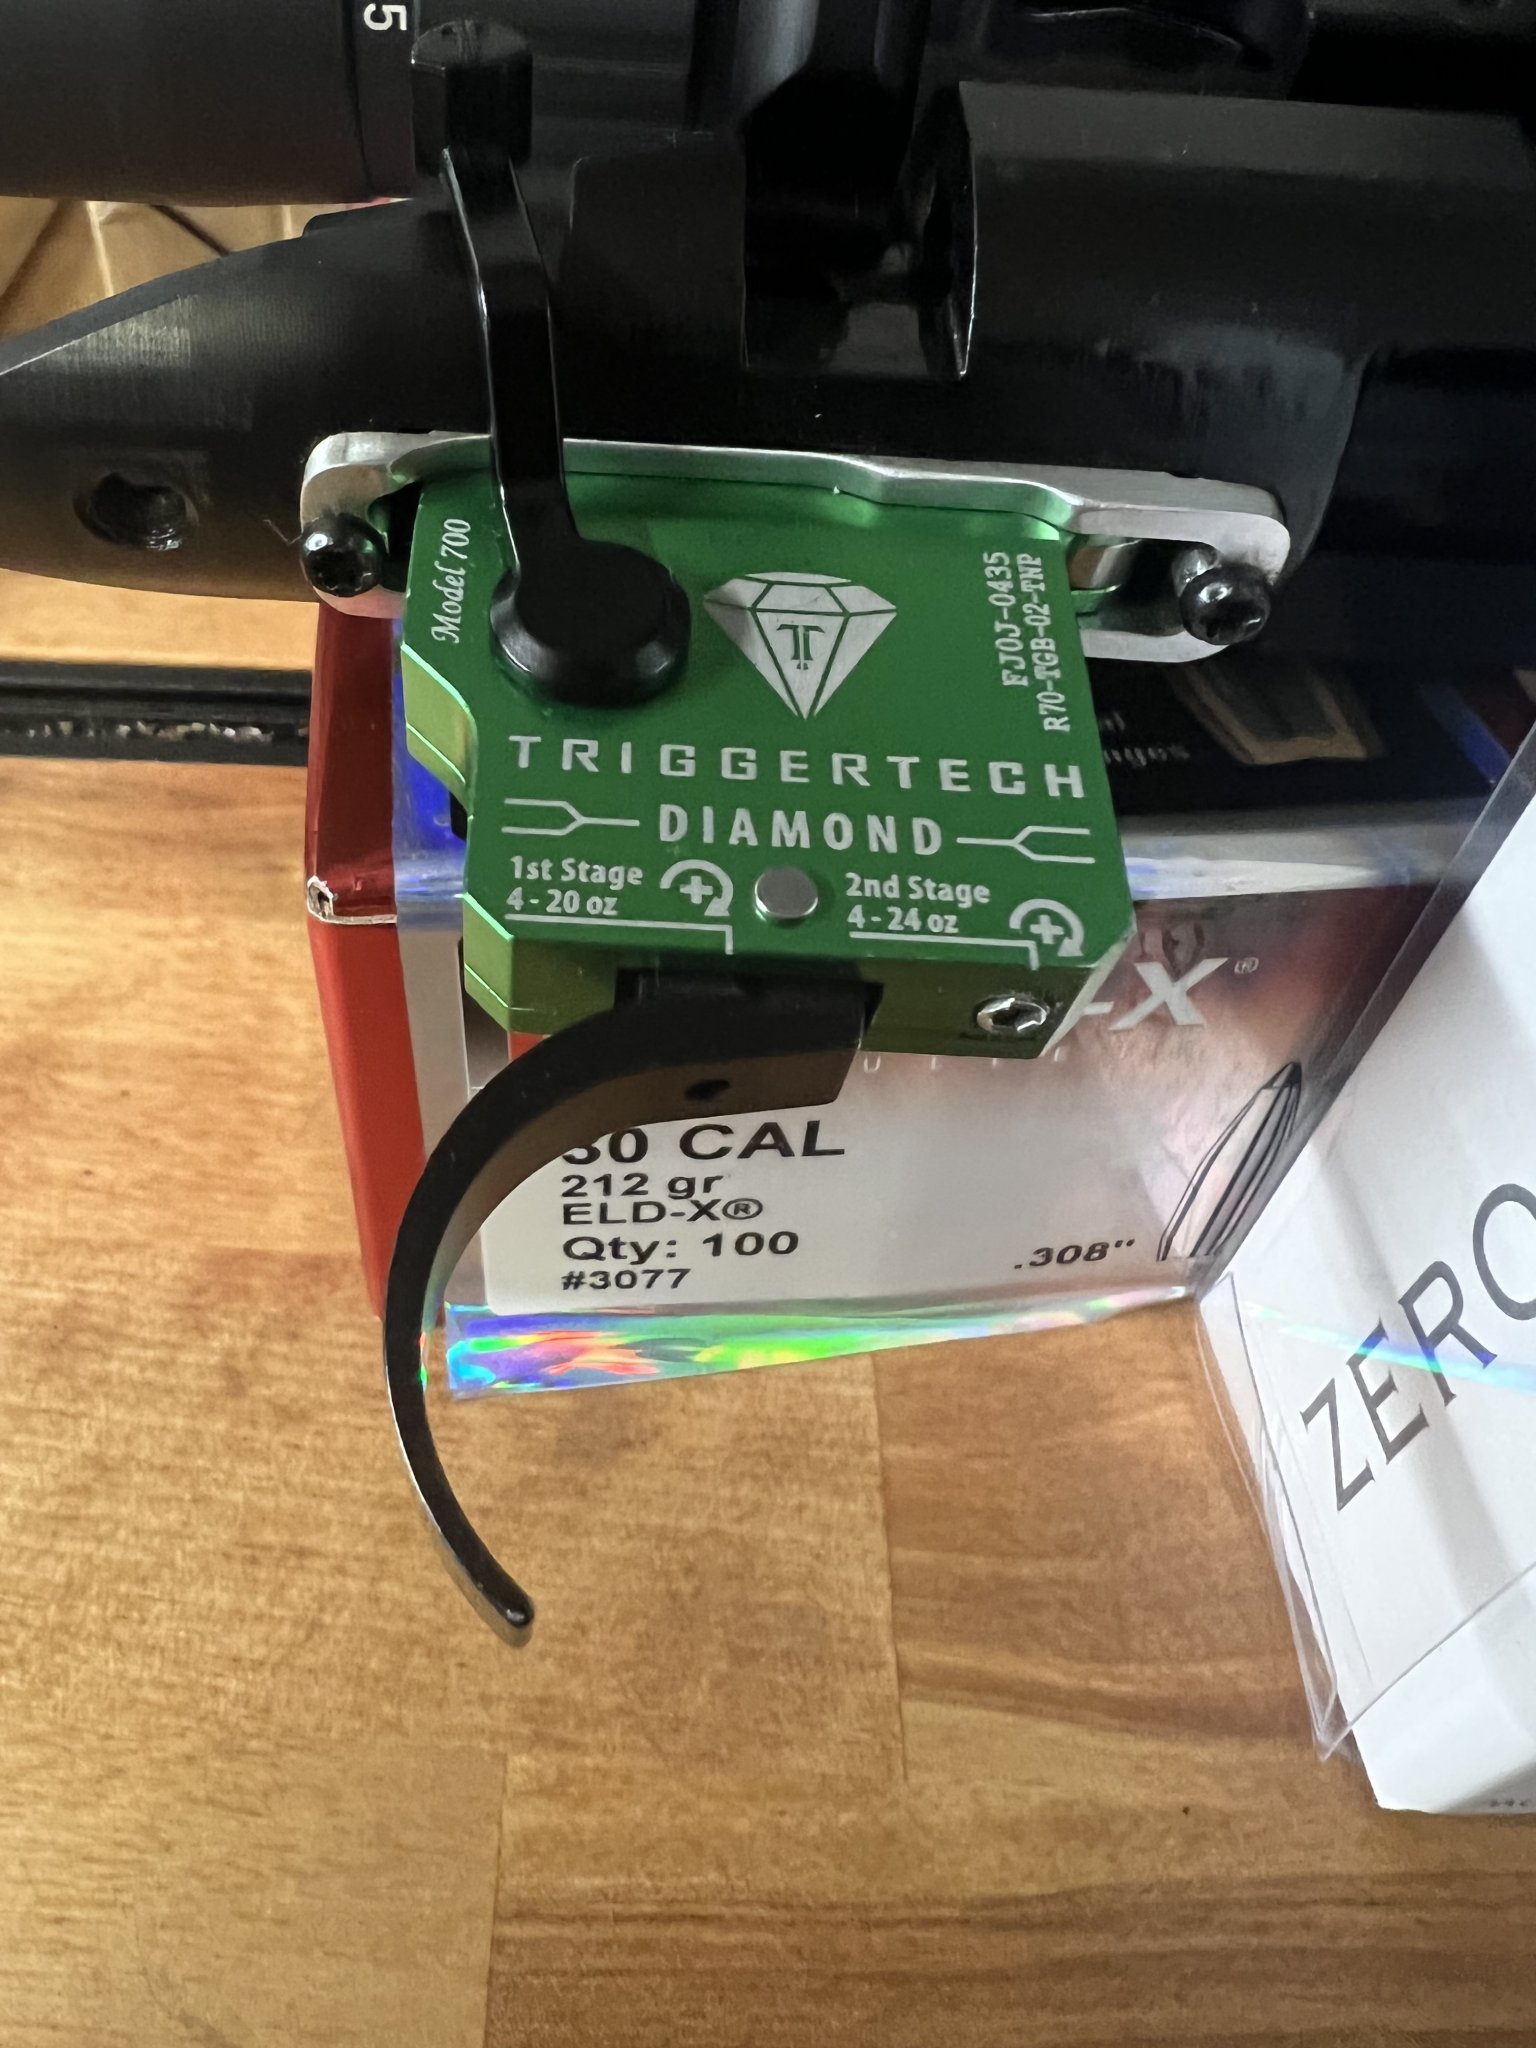 5
Model 700
FJ0J-0435
R70-TGB-02-TNP
TT
TRIGGERTECH
DIAMOND
1st Stage
4 - 20 oz
2nd Stage
4 - 24 oz
-X®
30 CAL
212 gr
ELD-X®
Qty: 100
#3077
.308"
ZERO